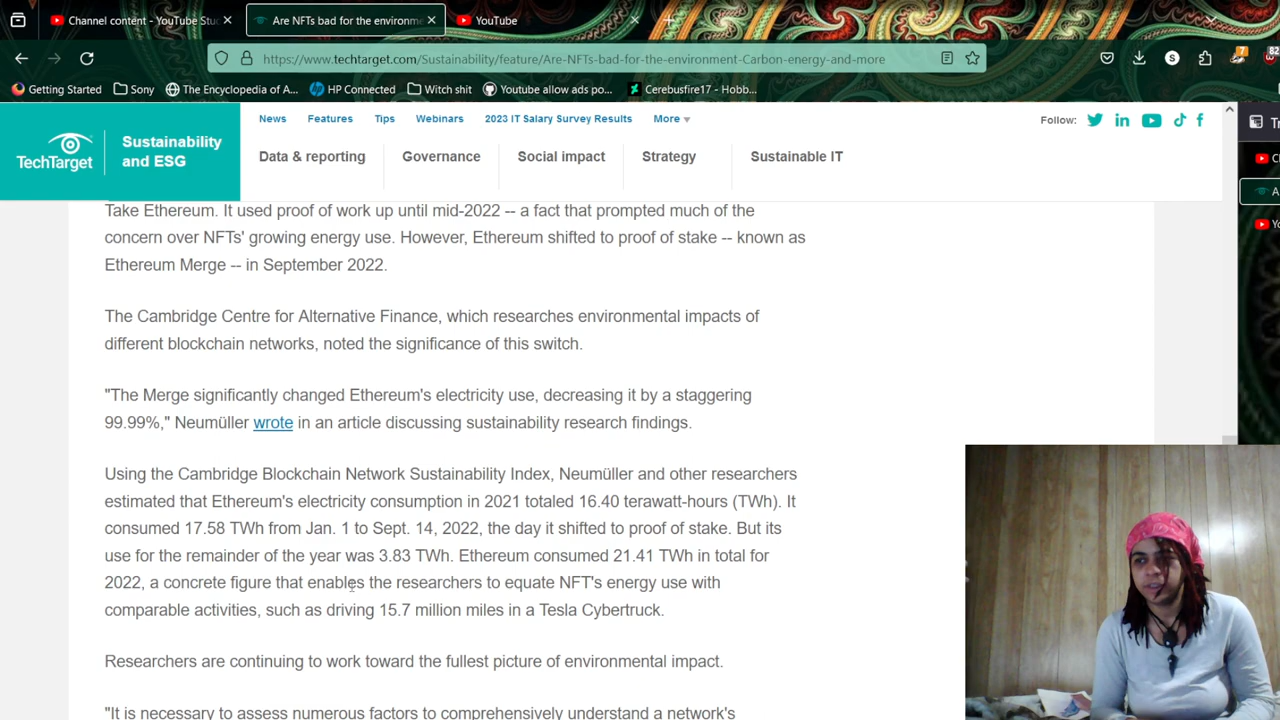 Channel content - YouTube Stu
Are NFTs bad for the environme
YouTube
https://www.techtarget.com/Sustainability/feature/Are-NFTs-bad-for-the-environment-Carbon-energy-and-more
S
7
82
Getting Started
Sony
The Encyclopedia of A...
HP Connected
Witch shit
Youtube allow ads po...
Cerebusfire17 - Hobb...
TechTarget
Sustainability
and ESG
News
Features
Tips
Webinars
2023 IT Salary Survey Results
More
Follow:
Data & reporting
Governance
Social impact
Strategy
Sustainable IT
Take Ethereum. It used proof of work up until mid-2022 -- a fact that prompted much of the
concern over NFTs' growing energy use. However, Ethereum shifted to proof of stake -- known as
Ethereum Merge -- in September 2022.
The Cambridge Centre for Alternative Finance, which researches environmental impacts of
different blockchain networks, noted the significance of this switch.
"The Merge significantly changed Ethereum's electricity use, decreasing it by a staggering
99.99%," Neumüller wrote in an article discussing sustainability research findings.
Using the Cambridge Blockchain Network Sustainability Index, Neumüller and other researchers
estimated that Ethereum's electricity consumption in 2021 totaled 16.40 terawatt-hours (TWh). It
consumed 17.58 TWh from Jan. 1 to Sept. 14, 2022, the day it shifted to proof of stake. But its
use for the remainder of the year was 3.83 TWh. Ethereum consumed 21.41 TWh in total for
2022, a concrete figure that enables the researchers to equate NFT's energy use with
comparable activities, such as driving 15.7 million miles in a Tesla Cybertruck.
Researchers are continuing to work toward the fullest picture of environmental impact.
"It is necessary to assess numerous factors to comprehensively understand a network's